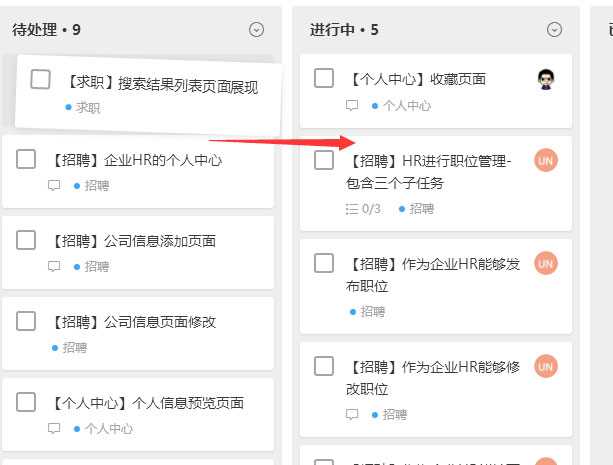 待处理 • 9
【求职】搜索结果列表页面展现
求职
【招聘】企业HR的个人中心
招聘
【招聘】公司信息添加页面
招聘
【招聘】公司信息页面修改
招聘
【个人中心】个人信息预览页面
个人中心
进行中 • 5
【个人中心】收藏页面
个人中心
【招聘】HR进行职位管理-
包含三个子任务
UN
0/3
招聘
【招聘】作为企业HR能够发
布职位
UN
招聘
【招聘】作为企业HR能够修
改职位
UN
招聘